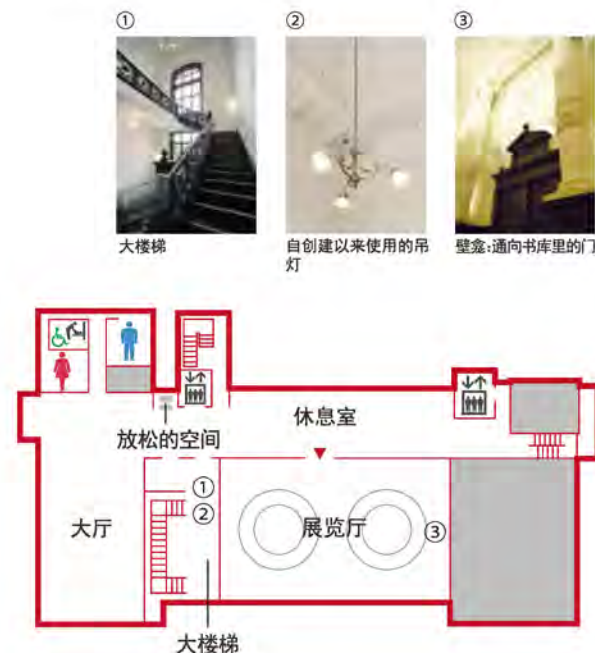 ① ② ③
大楼梯
自创建以来使用的吊
灯
壁龛:通向书库里的门
休息室
放松的空间
①
大厅
②
展览厅
③
大楼梯